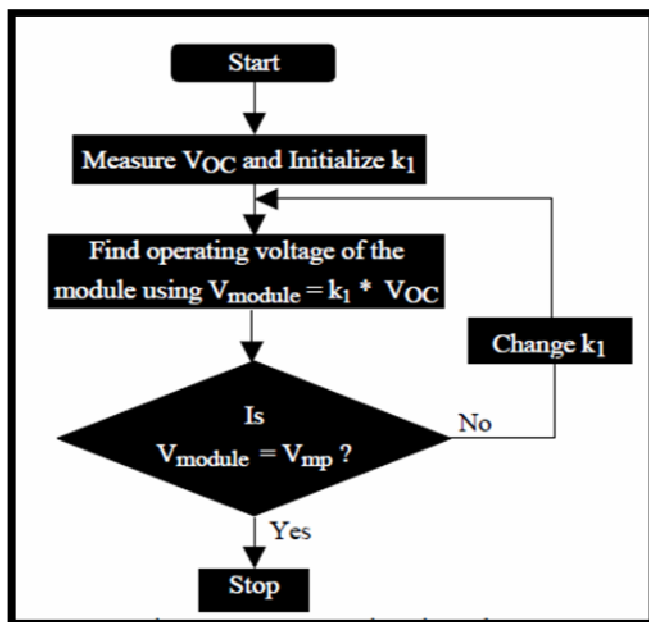 Start
Measure VOC and Initialize k1
Find operating voltage of the
module using Vmodule = k1 * VOC
Change k1
Is
Vmodule = Vmp ?
No
Yes
Stop